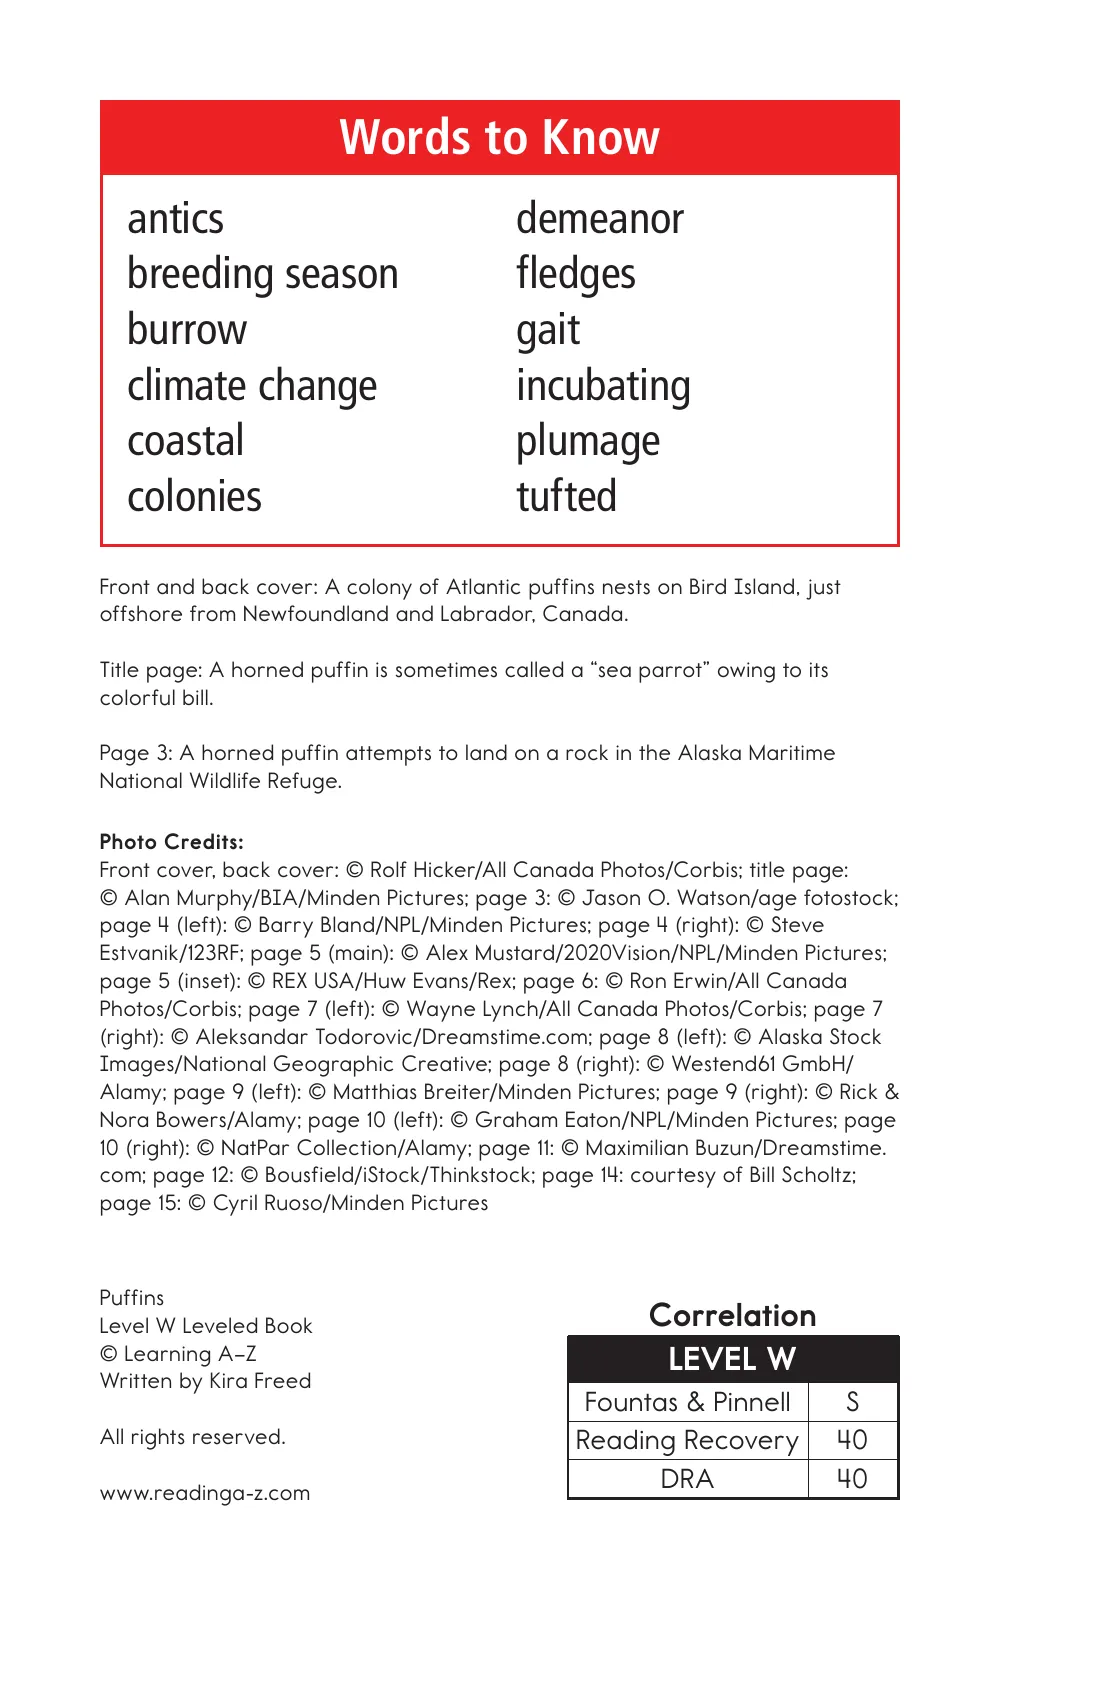 Words to Know
antics
breeding season
burrow
climate change
coastal
colonies
demeanor
fledges
gait
incubating
plumage
tufted
Front and back cover: A colony of Atlantic puffins nests on Bird Island, just
offshore from Newfoundland and Labrador, Canada.
Title page: A horned puffin is sometimes called a “sea parrot” owing to its
colorful bill.
Page 3: A horned puffin attempts to land on a rock in the Alaska Maritime
National Wildlife Refuge.
Photo Credits:
Front cover, back cover: © Rolf Hicker/All Canada Photos/Corbis; title page:
© Alan Murphy/BIA/Minden Pictures; page 3: © Jason O. Watson/age fotostock;
page 4 (left): © Barry Bland/NPL/Minden Pictures; page 4 (right): © Steve
Estvanik/123RF; page 5 (main): © Alex Mustard/2020Vision/NPL/Minden Pictures;
page 5 (inset): © REX USA/Huw Evans/Rex; page 6: © Ron Erwin/All Canada
Photos/Corbis; page 7 (left): © Wayne Lynch/All Canada Photos/Corbis; page 7
(right): © Aleksandar Todorovic/Dreamstime.com; page 8 (left): © Alaska Stock
Images/National Geographic Creative; page 8 (right): © Westend61 GmbH/
Alamy; page 9 (left): © Matthias Breiter/Minden Pictures; page 9 (right): © Rick &
Nora Bowers/Alamy; page 10 (left): © Graham Eaton/NPL/Minden Pictures; page
10 (right): © NatPar Collection/Alamy; page 11: © Maximilian Buzun/Dreamstime.
com; page 12: © Bousfield/iStock/Thinkstock; page 14: courtesy of Bill Scholtz;
page 15: © Cyril Ruoso/Minden Pictures
Puffins
Level W Leveled Book
© Learning A–Z
Written by Kira Freed
All rights reserved.
www.readinga-z.com
Correlation
LEVEL W
Fountas & Pinnell S
Reading Recovery 40
DRA 40